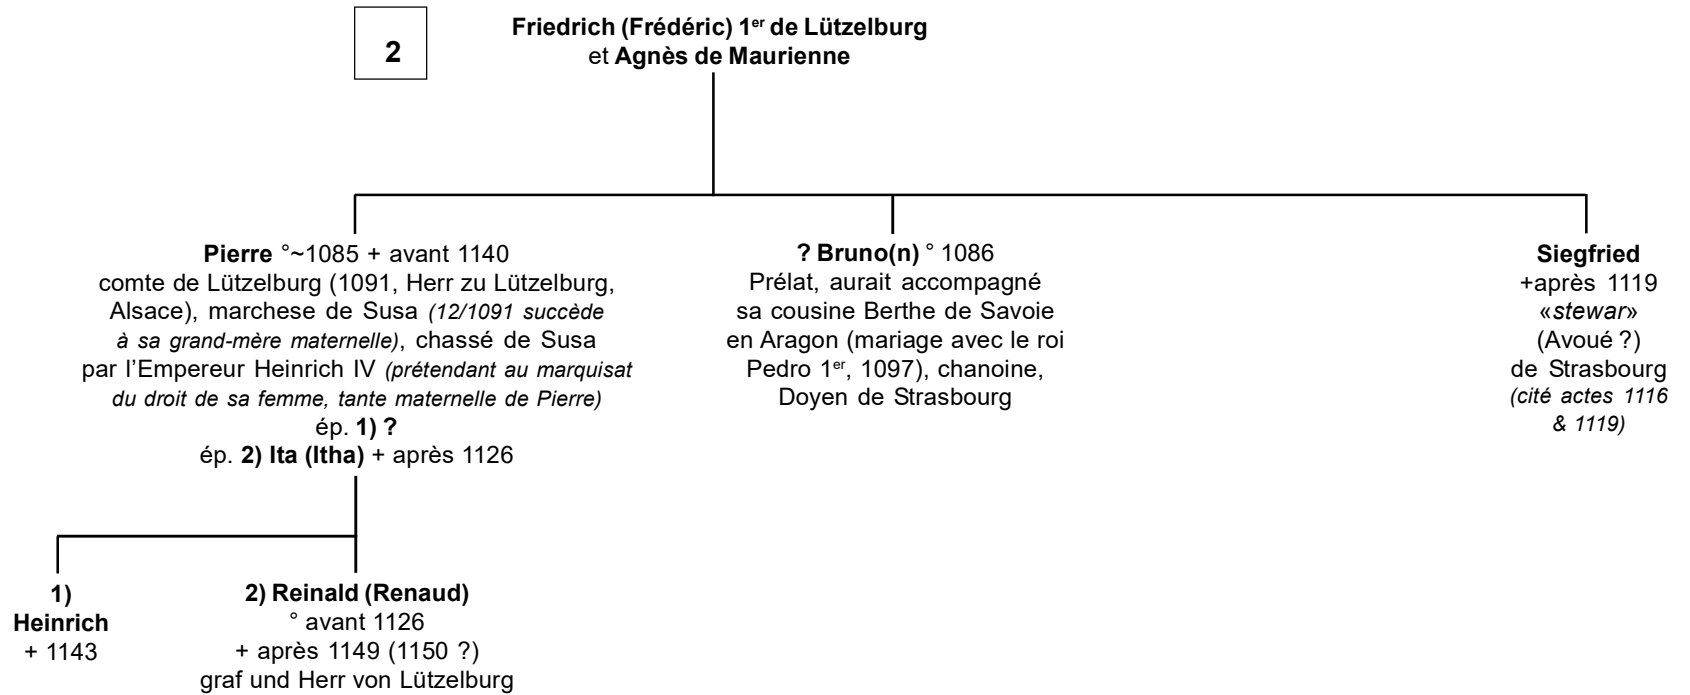 2
Friedrich (Frédéric) 1er de Lützelburg
et Agnès de Maurienne
Pierre °~1085 + avant 1140
comte de Lützelburg (1091, Herr zu Lützelburg,
Alsace), marchese de Susa (12/1091 succède
à sa grand-mère maternelle), chassé de Susa
par l'Empereur Heinrich IV (prétendant au marquisat
du droit de sa femme, tante maternelle de Pierre)
ép. 1) ?
ép. 2) Ita (Itha) + après 1126
? Bruno(n) ° 1086
Prélat, aurait accompagné
sa cousine Berthe de Savoie
en Aragon (mariage avec le roi
Pedro 1er, 1097), chanoine,
Doyen de Strasbourg
Siegfried
+après 1119
«stewar»
(Avoué ?)
de Strasbourg
(cité actes 1116
& 1119)
1)
Heinrich
+ 1143
2) Reinald (Renaud)
° avant 1126
+ après 1149 (1150 ?)
graf und Herr von Lützelburg